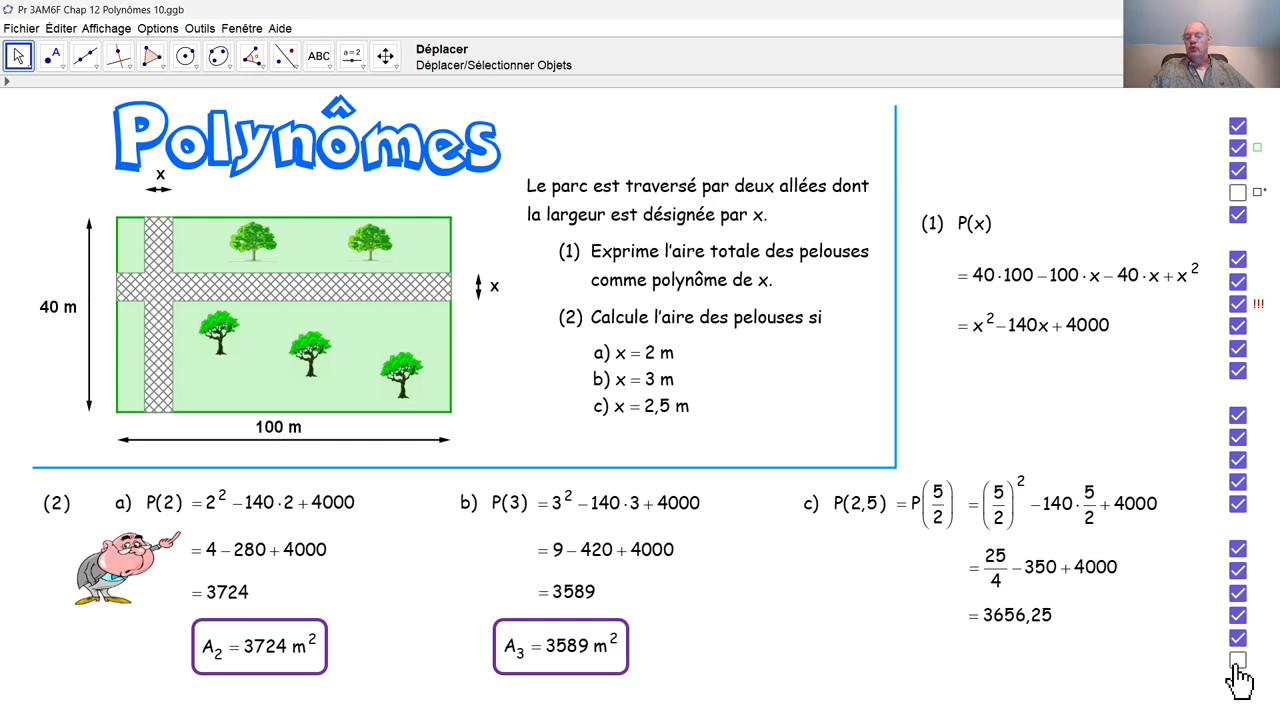 Pr 3AM6F Chap 12 Polynômes 10.ggb
Fichier Éditer Affichage Options Outils Fenêtre Aide
A ABC a=2 Déplacer
Déplacer/Sélectionner Objets
Polynômes
x
40 m
x
100 m
Le parc est traversé par deux allées dont
la largeur est désignée par x.
(1) Exprime l'aire totale des pelouses
comme polynôme de x.
(2) Calcule l'aire des pelouses si
a) x = 2 m
b) x = 3 m
c) x = 2,5 m
(1) P(x)
= 40·100 – 100·x – 40·x + x²
= x² – 140x + 4000
!!!
(2) a) P(2) = 2² – 140·2 + 4000
= 4 – 280 + 4000
= 3724
A₂ = 3724 m²
b) P(3) = 3² – 140·3 + 4000
= 9 – 420 + 4000
= 3589
A₃ = 3589 m²
c) P(2,5) = P(5/2) = (5/2)² – 140·5/2 + 4000
= 25/4 – 350 + 4000
= 3656,25